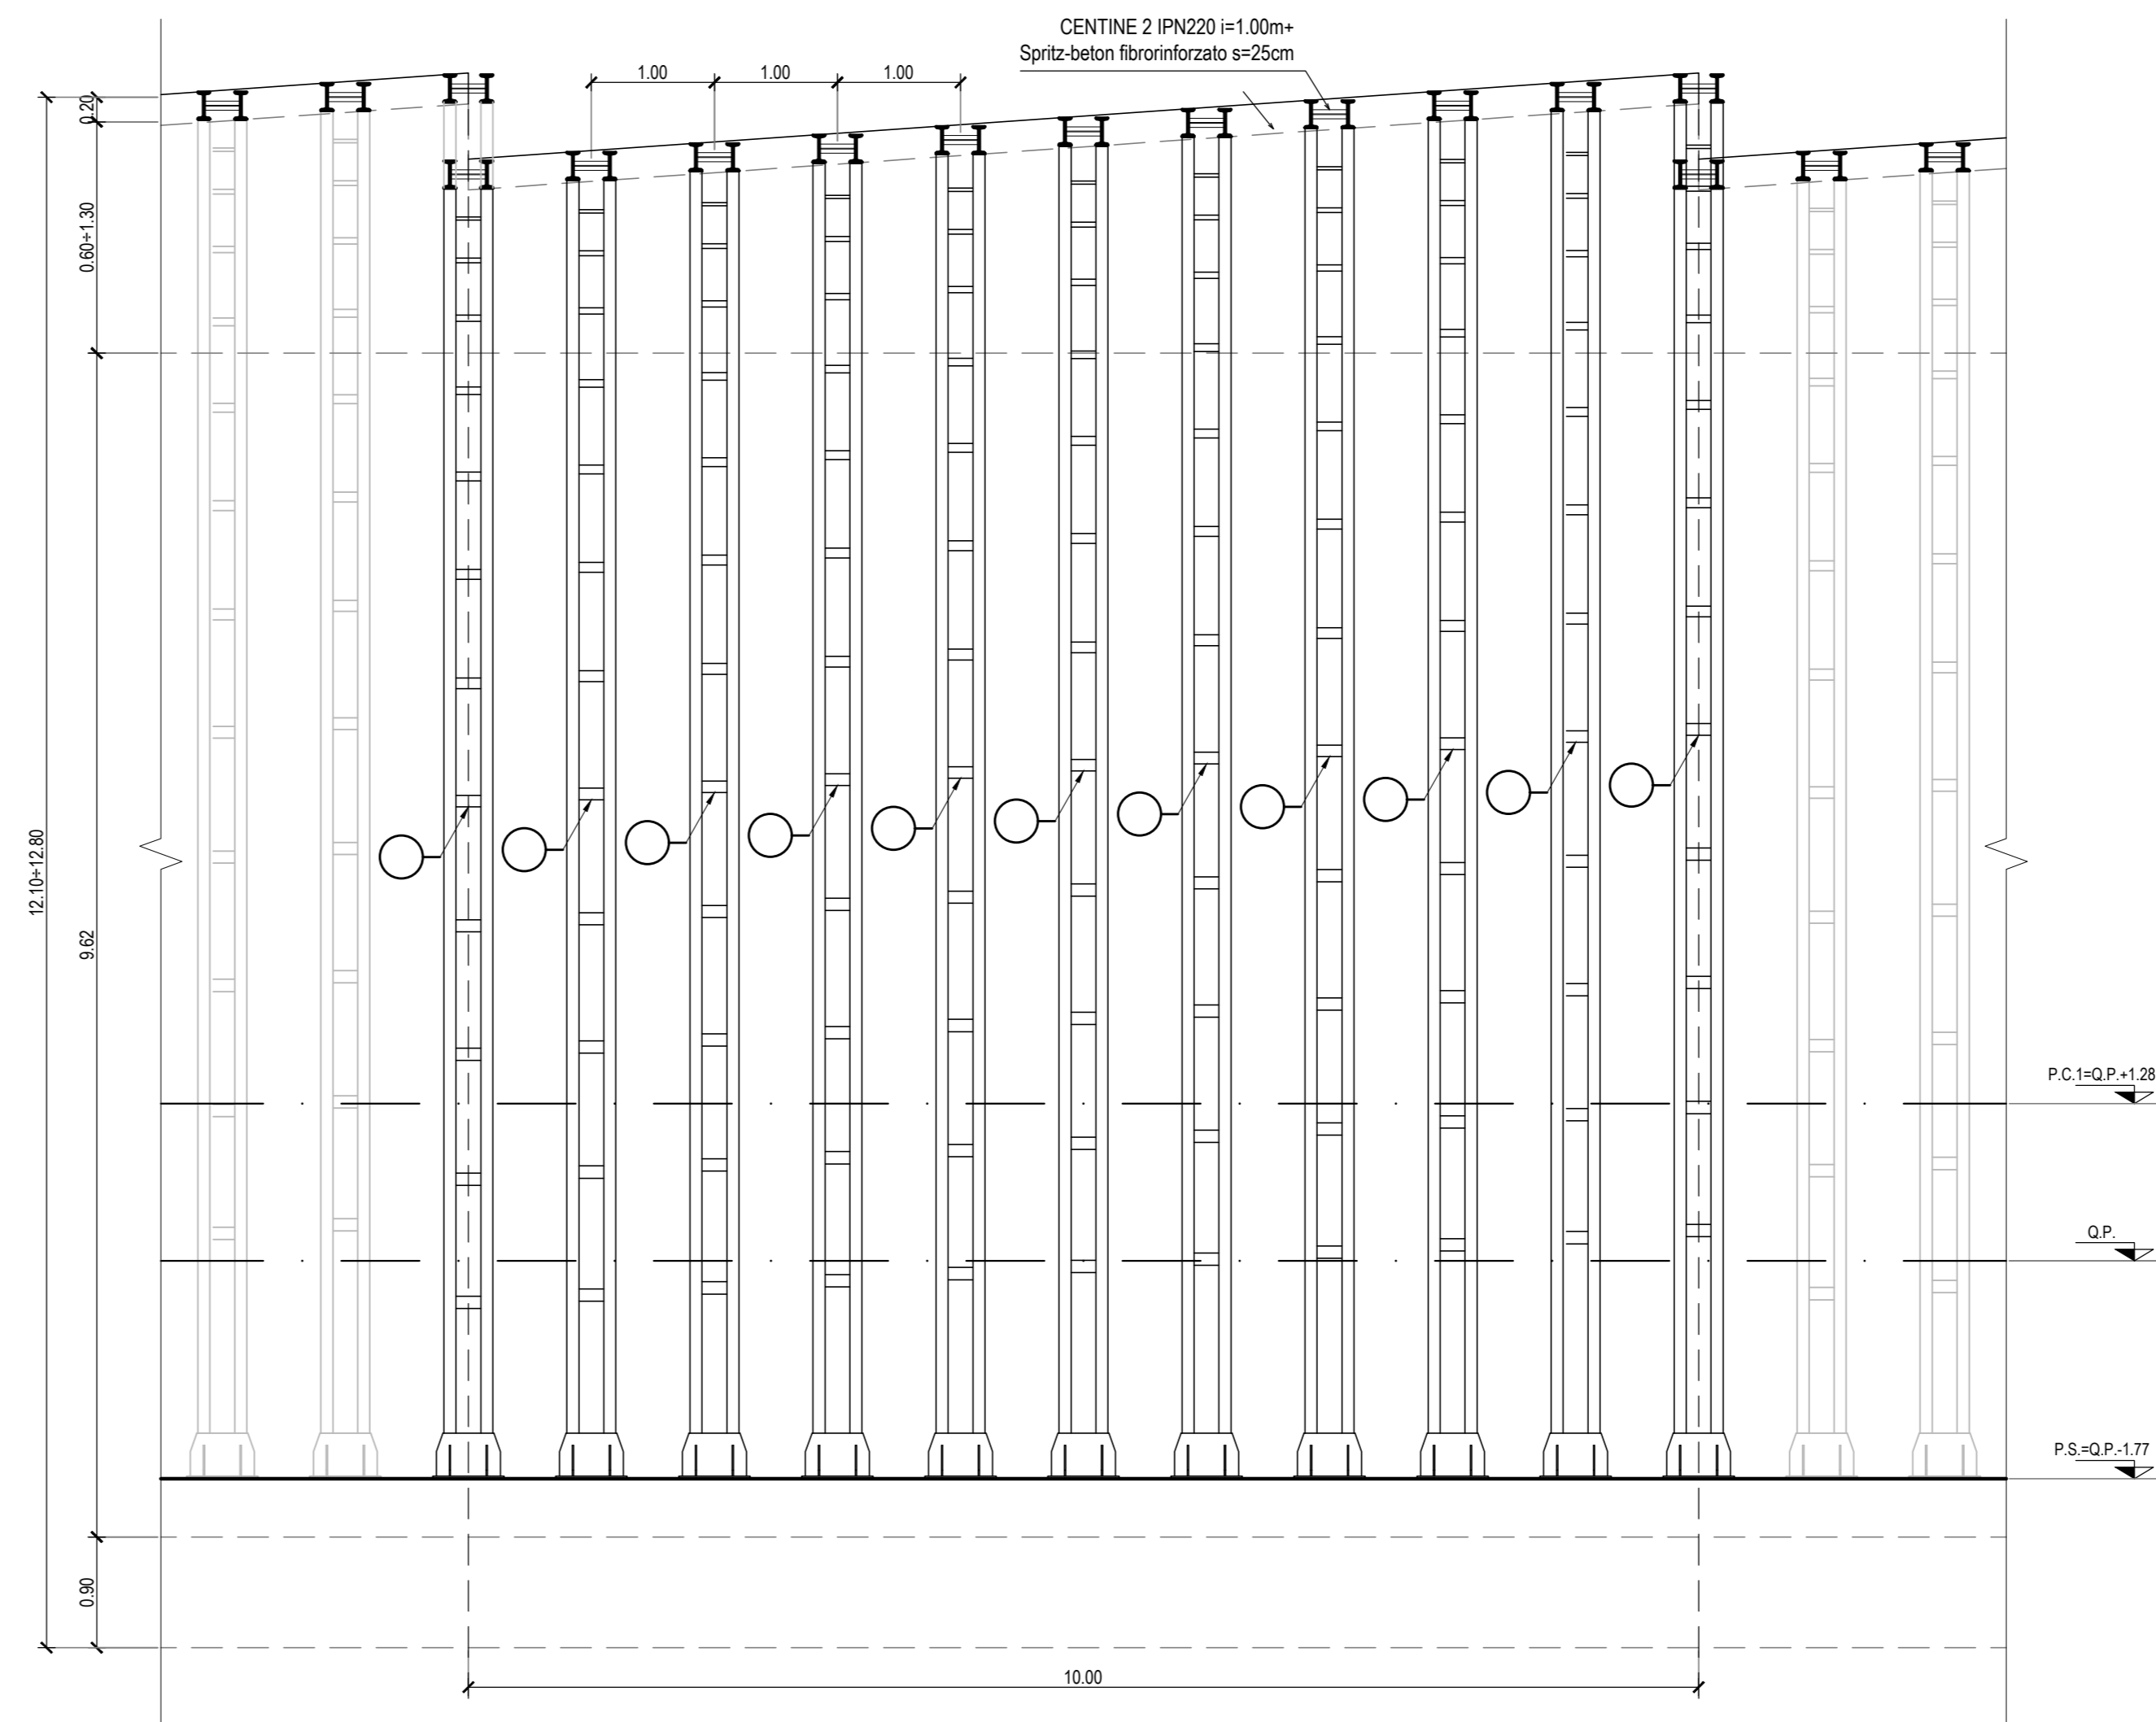 CENTINE 2 IPN220 i=1.00m+
Spritz-beton fibrorinforzato s=25cm
1.00
1.00
1.00
0.20
0.60÷1.30
12.10÷12.80
9.62
0.90
P.C.1=Q.P.+1.28
Q.P.
P.S.=Q.P.-1.77
10.00